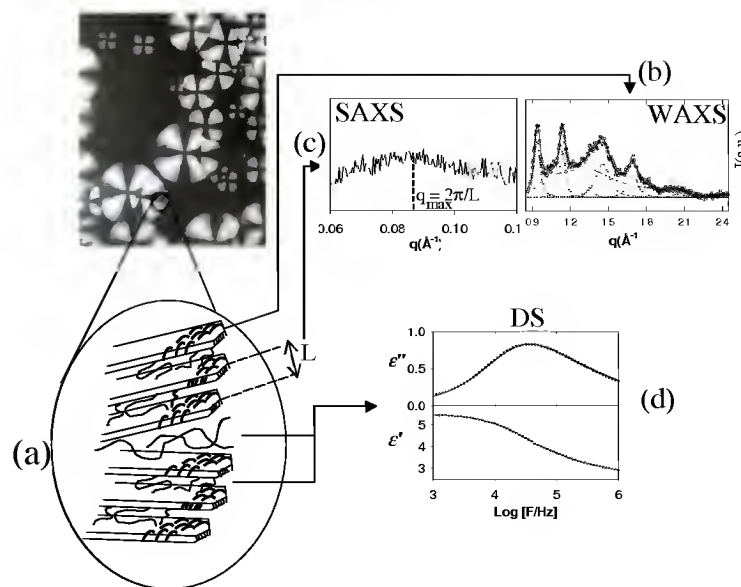 (b)
(c)
SAXS
WAXS
q_max = 2π/L
0.06 0.08 0.10 0.1
q(Å⁻¹)
0.9 1.2 1.5 1.8 2.1 2.4
q(Å⁻¹
L
(a)
DS
1.0
ε''
0.5
0.0
(d)
5
ε'
4
3
3 4 5 6
Log [F/Hz]